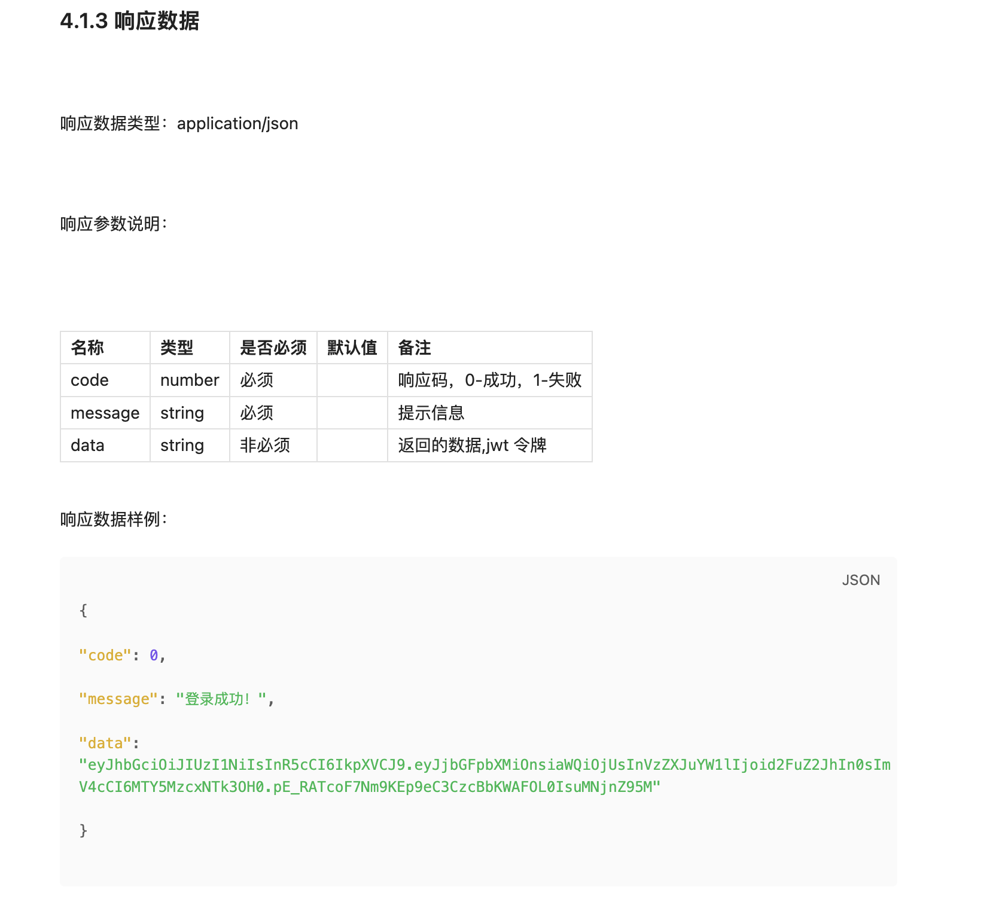 4.1.3 响应数据
响应数据类型：application/json
响应参数说明：
名称 类型 是否必须 默认值 备注
code number 必须 响应码，0-成功，1-失败
message string 必须 提示信息
data string 非必须 返回的数据,jwt 令牌
响应数据样例：
JSON
{
"code": 0,
"message": "登录成功！",
"data":
"eyJhbGciOiJIUzI1NiIsInR5cCI6IkpXVCJ9.eyJjbGFpbXMiOnsiaWQiOjUsInVzZXJuYW1lIjoid2FuZ2JhIn0sIm
V4cCI6MTY5MzcxNTk3OH0.pE_RATcoF7Nm9KEp9eC3CzcBbKWAFOL0IsuMNjnZ95M"
}